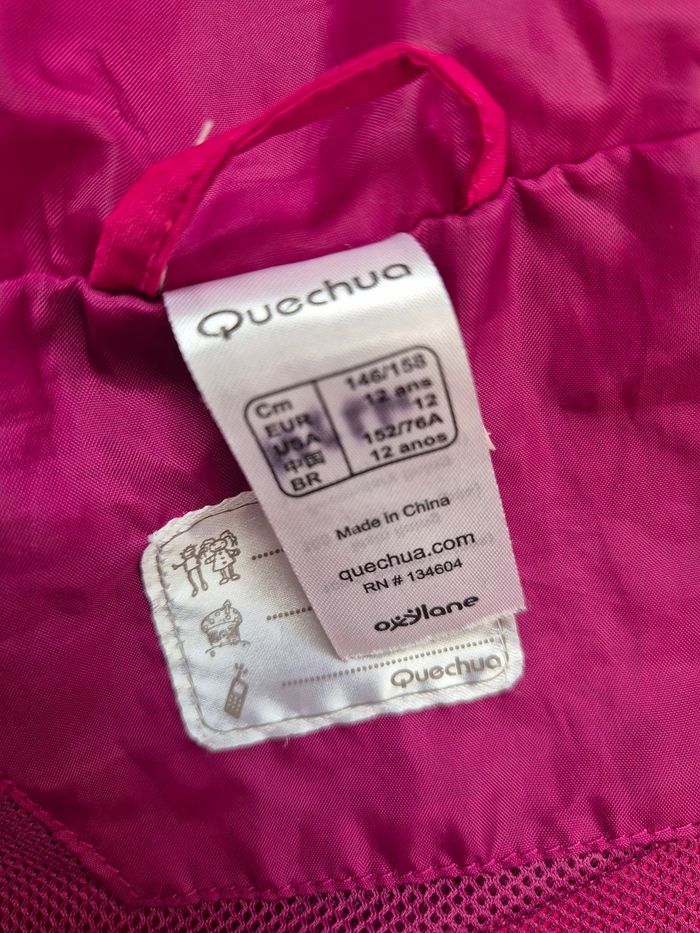 Quechua
Cm 146/158
EUR 12 ans
USA 12
中国 152/76A
BR 12 anos
Made in China
quechua.com
RN # 134604
oxylane
Quechua